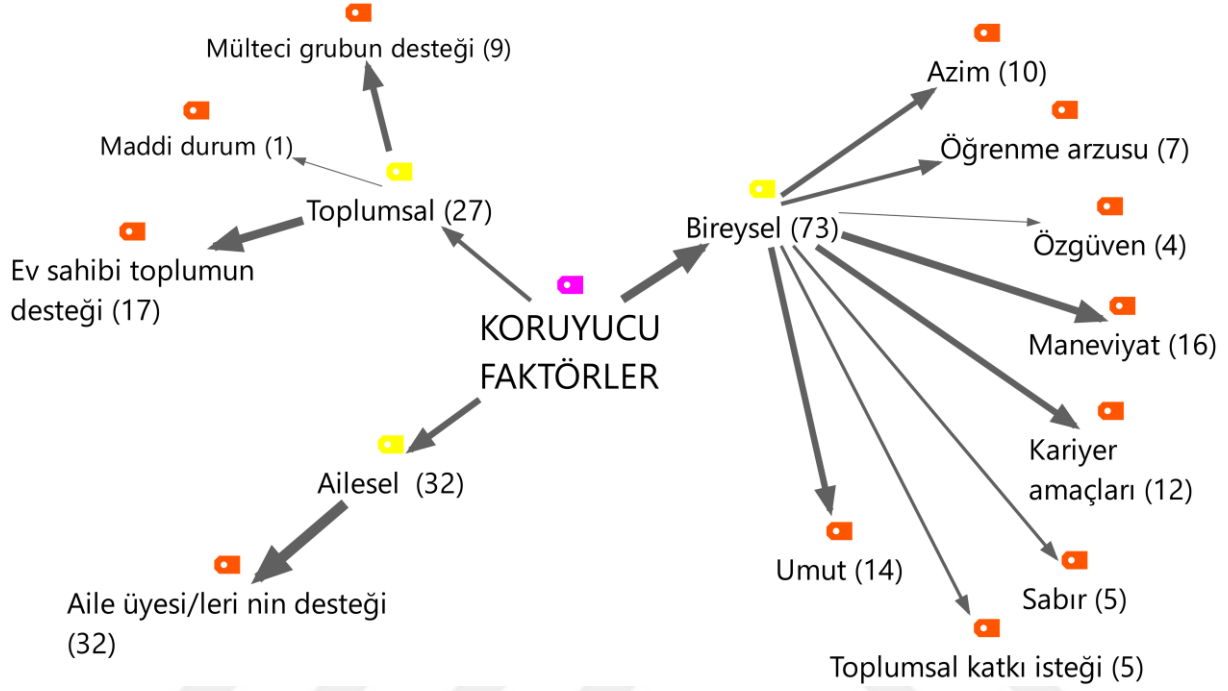 Mülteci grubun desteği (9)
Maddi durum (1)
Toplumsal (27)
Ev sahibi toplumun
desteği (17)
KORUYUCU
FAKTÖRLER
Ailesel  (32)
Aile üyesi/leri nin desteği
(32)
Bireysel (73)
Azim (10)
Öğrenme arzusu (7)
Özgüven (4)
Maneviyat (16)
Kariyer
amaçları (12)
Sabır (5)
Toplumsal katkı isteği (5)
Umut (14)